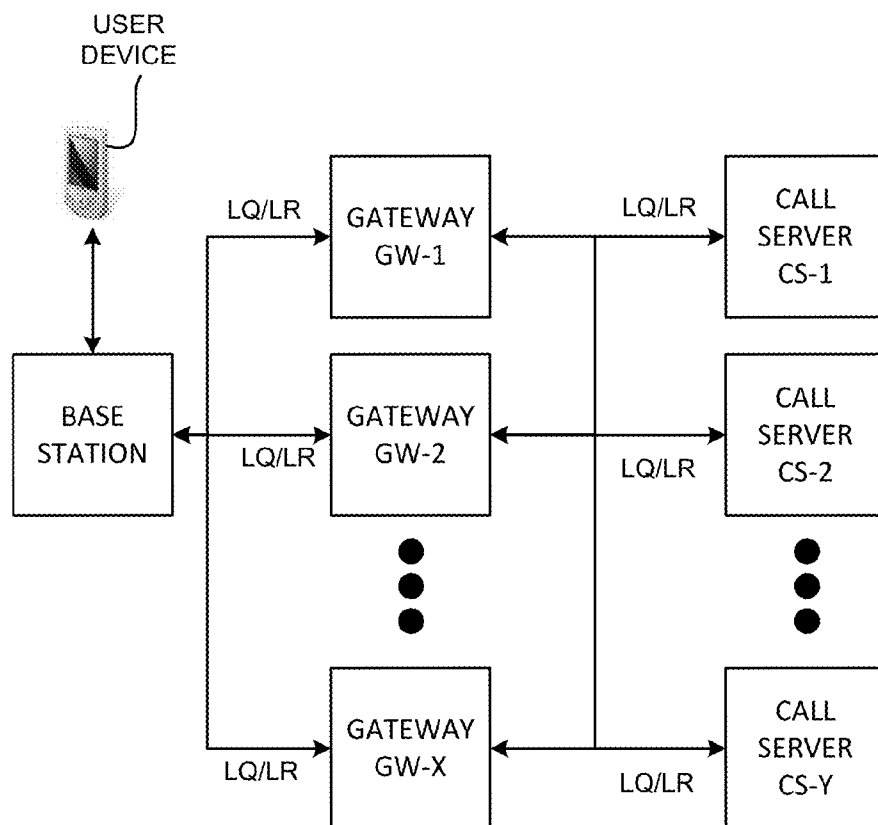 USER
DEVICE
LQ/LR
GATEWAY
GW-1
LQ/LR
CALL
SERVER
CS-1
BASE
STATION
LQ/LR
GATEWAY
GW-2
LQ/LR
CALL
SERVER
CS-2
LQ/LR
GATEWAY
GW-X
LQ/LR
CALL
SERVER
CS-Y